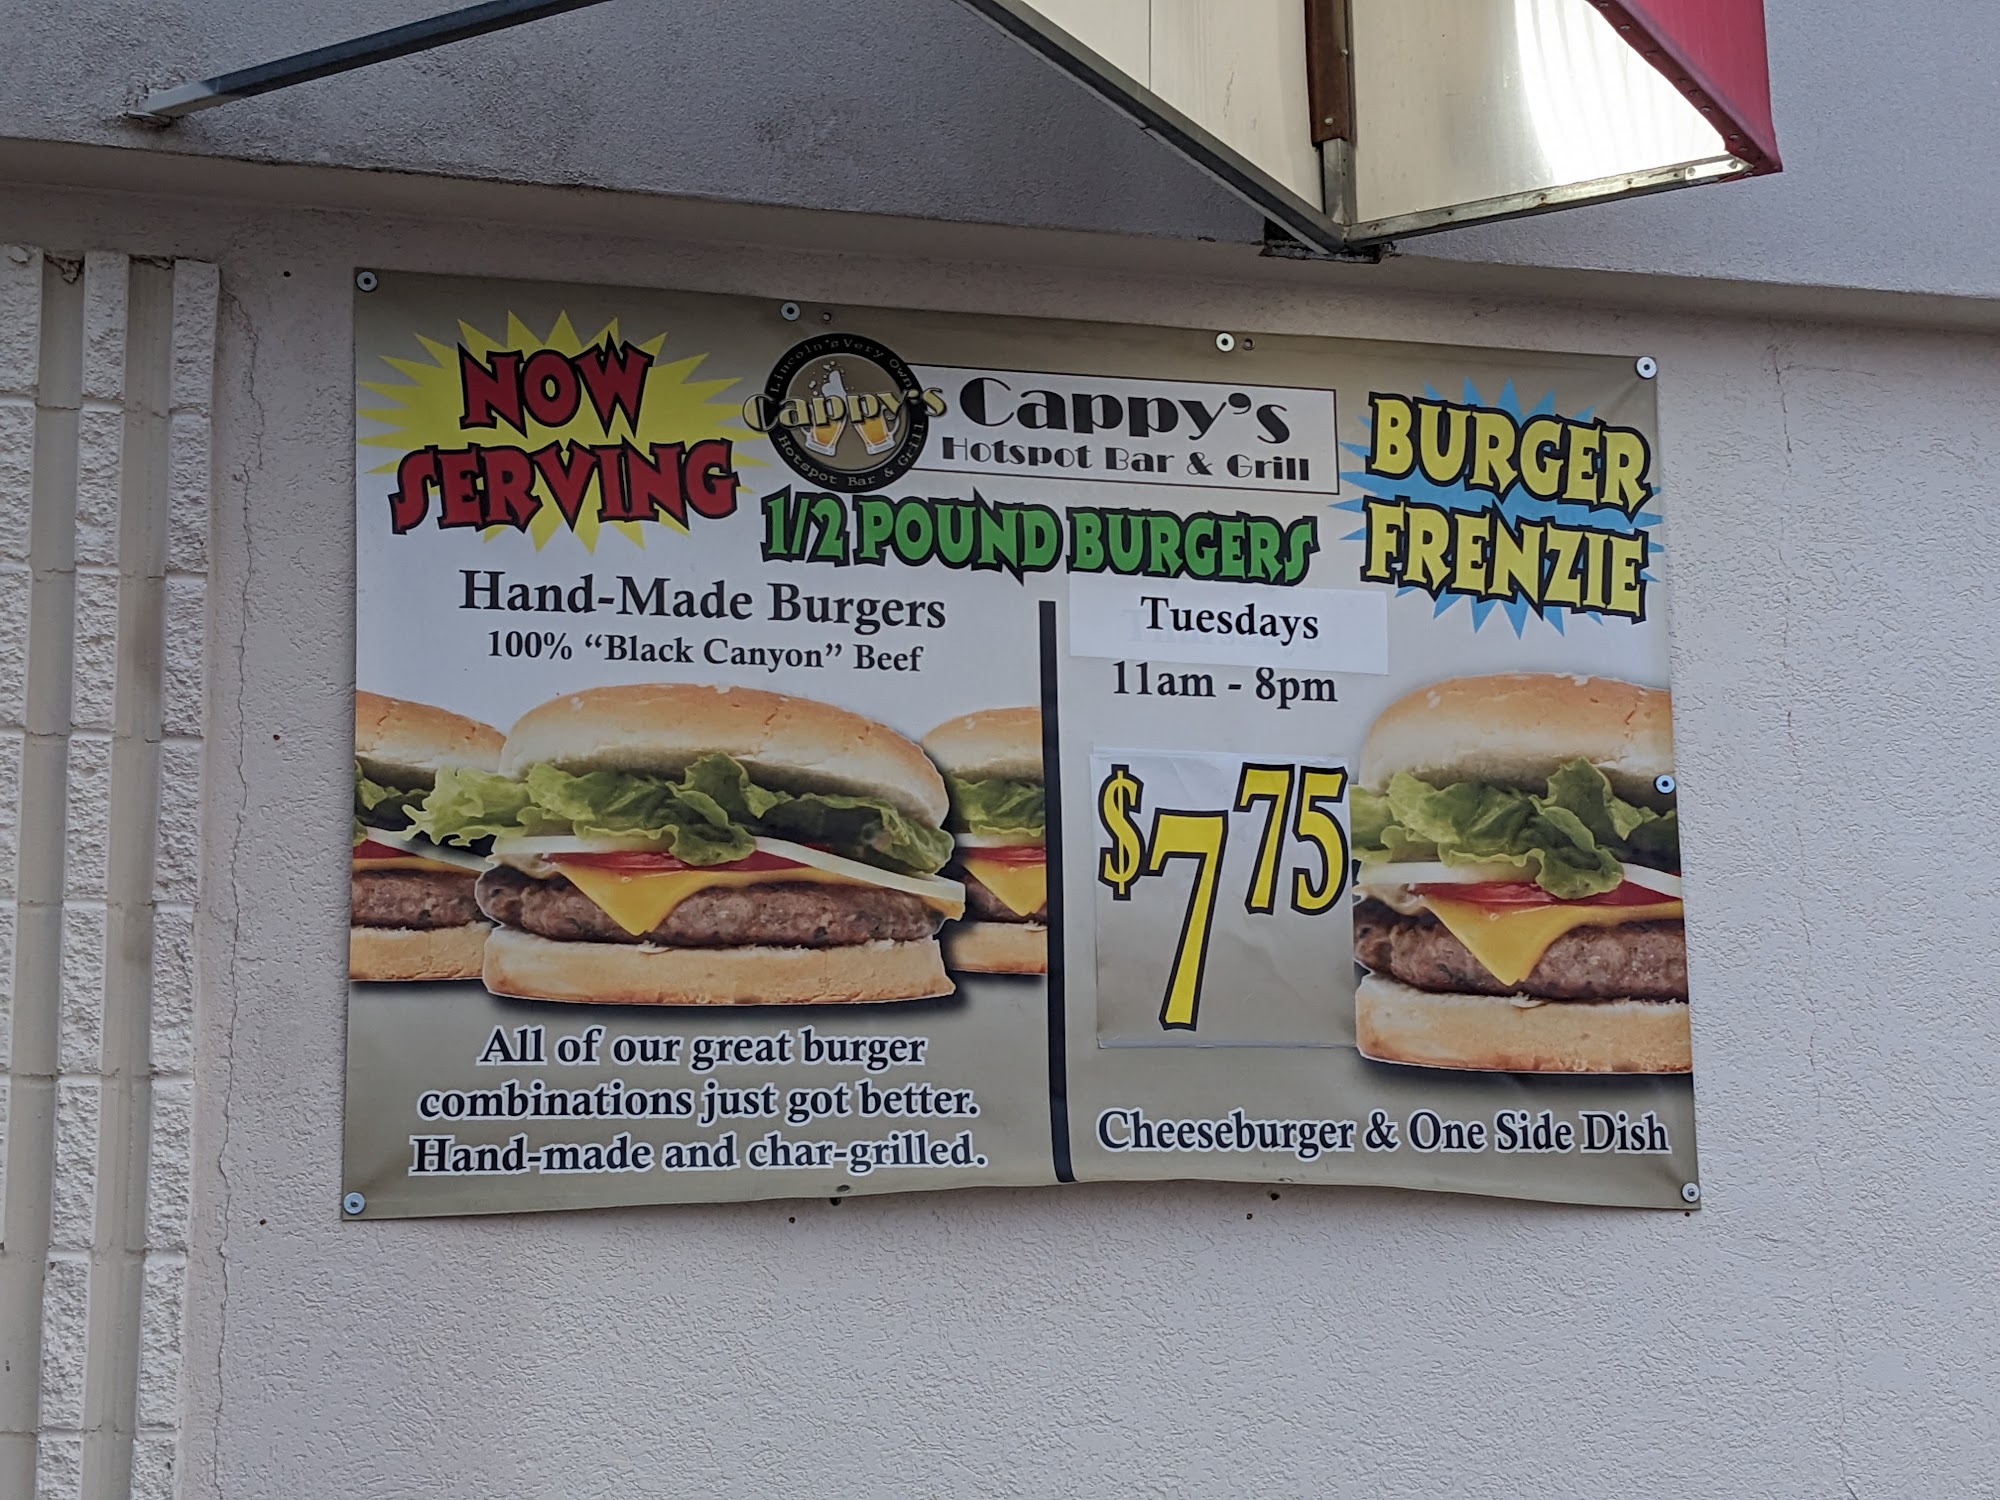 NOW
SERVING
Lincoln's Very Own
Cappy's
Hotspot Bar & Grill
Cappy's
Hotspot Bar & Grill
1/2 POUND BURGERS
BURGER
FRENZIE
Hand-Made Burgers
100% “Black Canyon” Beef
Tuesdays
11am - 8pm
$7 75
All of our great burger
combinations just got better.
Hand-made and char-grilled.
Cheeseburger & One Side Dish